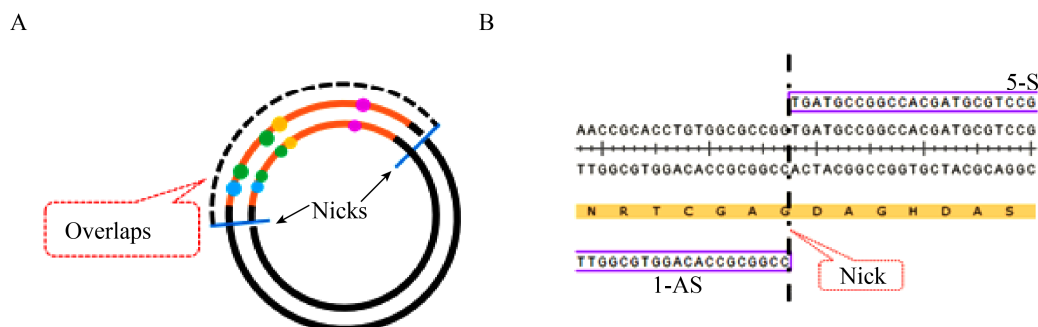 A
B
5-S
TGATGCCGGCCACGATGCGTCCG
AACCGCACCTGTGGCGCCGGTGATGCCGGCCACGATGCGTCCG
TTGGCGTGGACACCGCGGCCACTACGGCCGGTGCTACGCAGGC
Nicks
Overlaps
N R T C G A G D A G H D A S
TTGGCGTGGACACCGCGGCC
1-AS
Nick